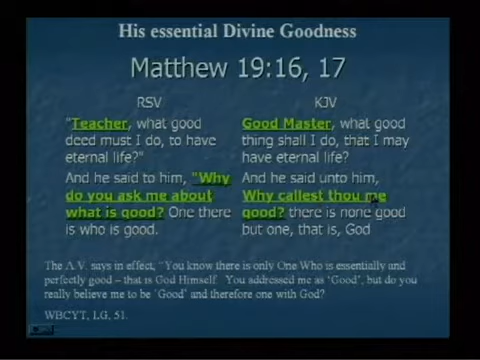 His essential Divine Goodness
Matthew 19:16, 17
RSV
"Teacher, what good
deed must I do, to have
eternal life?"
And he said to him, "Why
do you ask me about
what is good? One there
is who is good.
KJV
Good Master, what good
thing shall I do, that I may
have eternal life?
And he said unto him,
Why callest thou me
good? there is none good
but one, that is, God
The A.V. says in effect, "You know there is only One Who is essentially and
perfectly good – that is God Himself. You addressed me as 'Good', but do you
really believe me to be 'Good' and therefore one with God?
WBCYT, LG, 51.